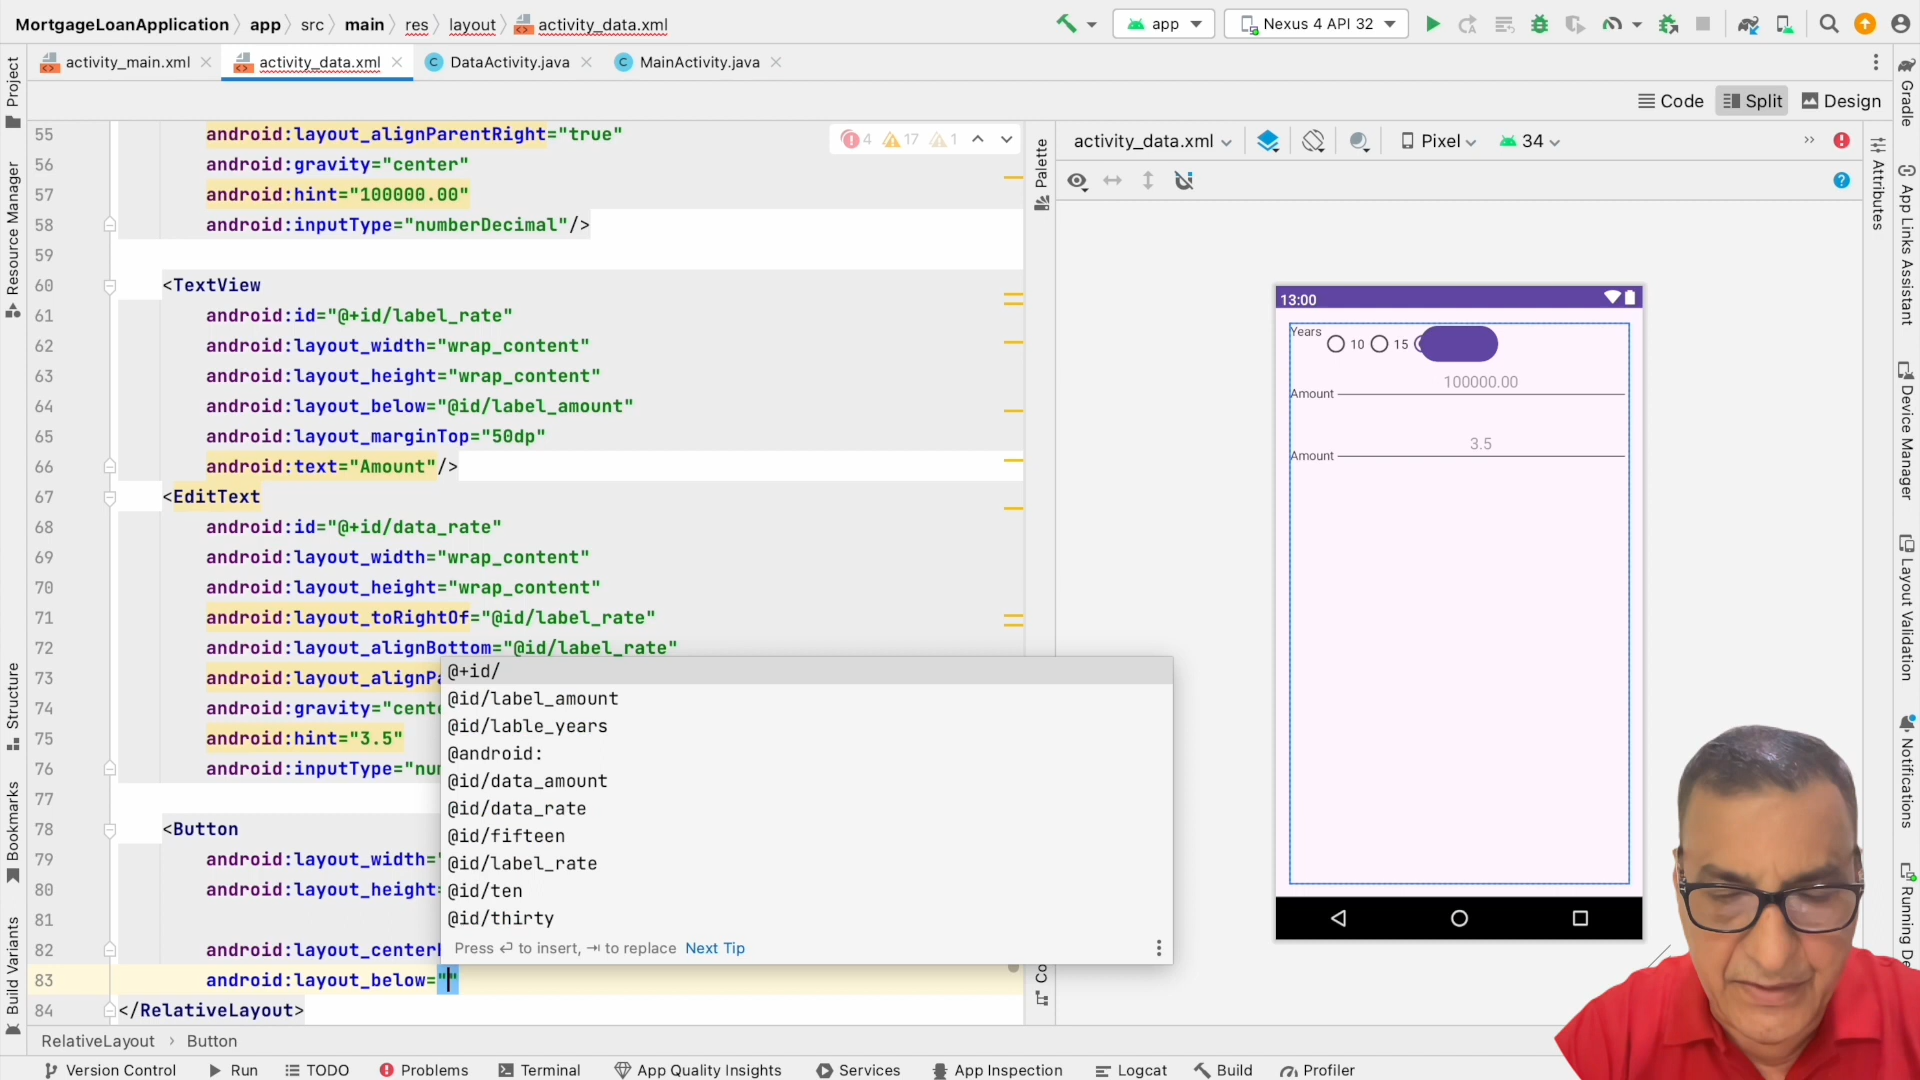 MortgageLoanApplication app src main res layout activity_data.xml
app
Nexus 4 API 32
activity_main.xml
activity_data.xml
DataActivity.java
MainActivity.java
Code
Split
Design
55 android:layout_alignParentRight="true"
56 android:gravity="center"
57 android:hint="100000.00"
58 android:inputType="numberDecimal"/>
59
60 <TextView
61 android:id="@+id/label_rate"
62 android:layout_width="wrap_content"
63 android:layout_height="wrap_content"
64 android:layout_below="@id/label_amount"
65 android:layout_marginTop="50dp"
66 android:text="Amount"/>
67 <EditText
68 android:id="@+id/data_rate"
69 android:layout_width="wrap_content"
70 android:layout_height="wrap_content"
71 android:layout_toRightOf="@id/label_rate"
72 android:layout_alignBottom="@id/label_rate"
73 android:layout_alignPa
74 android:gravity="cente
75 android:hint="3.5"
76 android:inputType="num
77
78 <Button
79 android:layout_width="
80 android:layout_height=
81
82 android:layout_center
83 android:layout_below=""
84 </RelativeLayout>
4 17 1
@+id/
@id/label_amount
@id/lable_years
@android:
@id/data_amount
@id/data_rate
@id/fifteen
@id/label_rate
@id/ten
@id/thirty
Press ↩ to insert, ⇥ to replace Next Tip
activity_data.xml
Pixel
34
13:00
Years
10
15
100000.00
Amount
3.5
Amount
Project
Resource Manager
Structure
Bookmarks
Build Variants
Palette
Co
Attributes
Gradle
App Links Assistant
Device Manager
Layout Validation
Notifications
Running De
RelativeLayout › Button
Version Control
Run
TODO
Problems
Terminal
App Quality Insights
Services
App Inspection
Logcat
Build
Profiler